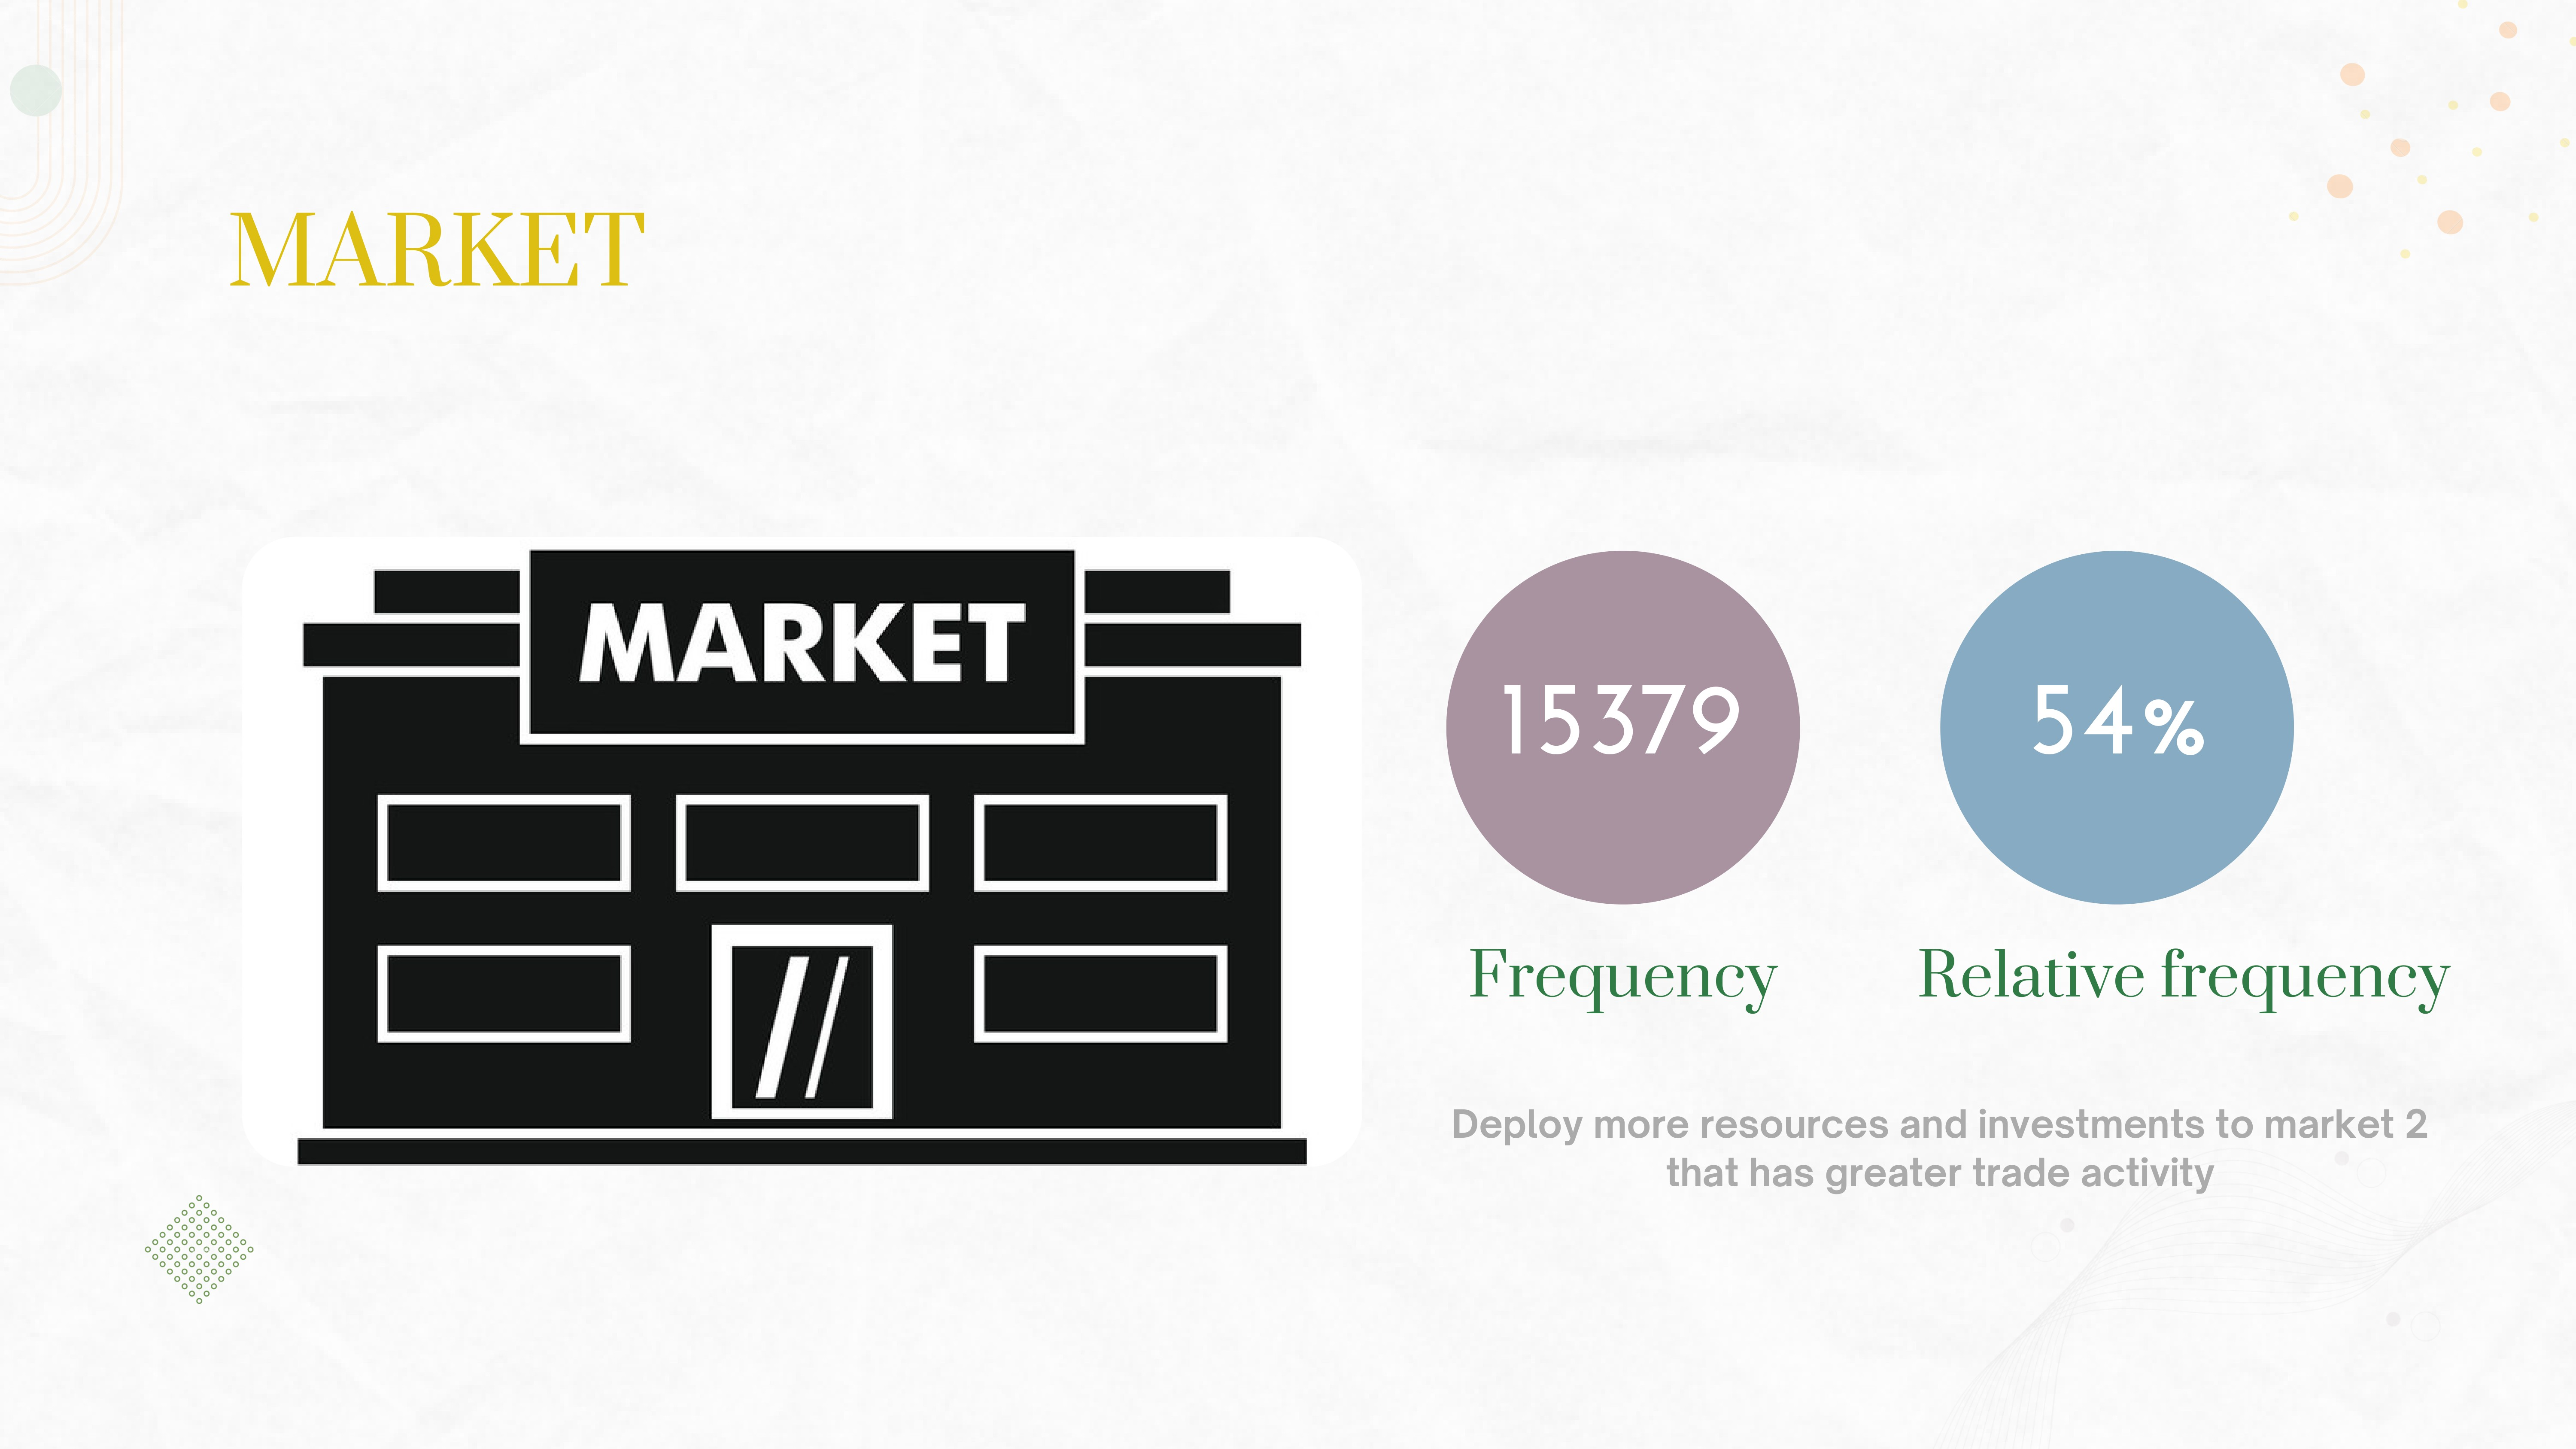 MARKET
MARKET
15379
54%
Frequency
Relative frequency
Deploy more resources and investments to market 2
that has greater trade activity